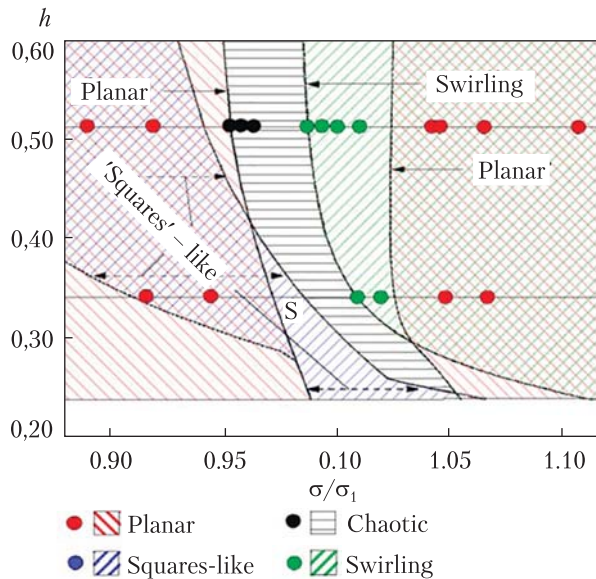 h
0,60
0,50
0,40
0,30
0,20
Planar
Swirling
Planar
'Squares' – like
S
0.90
0.95
0.10
1.05
1.10
σ/σ₁
Planar
Chaotic
Squares-like
Swirling